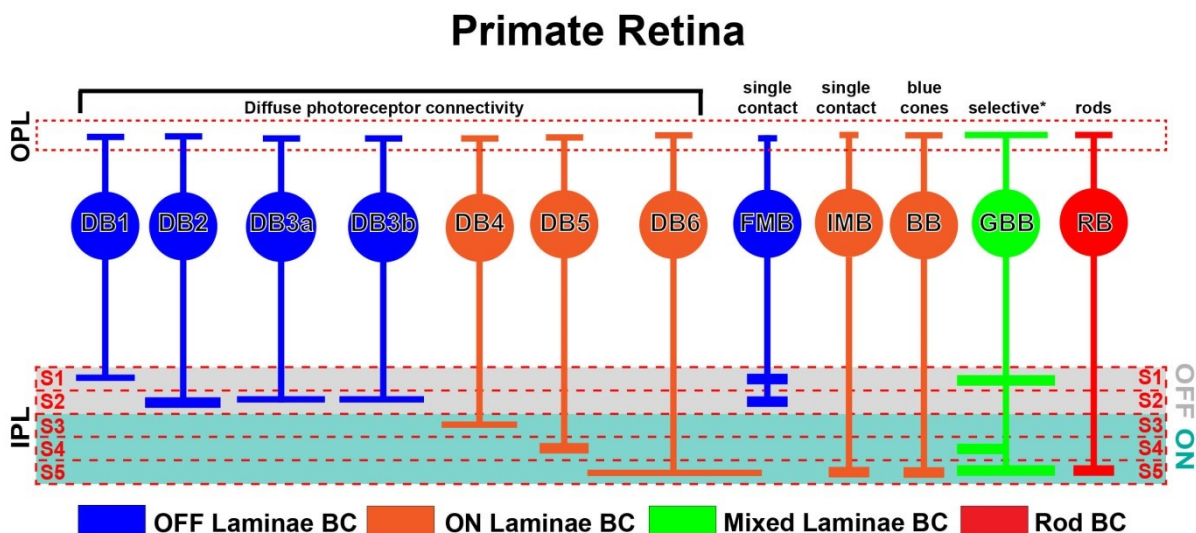 Primate Retina
Diffuse photoreceptor connectivity
single contact
single contact
blue cones
selective*
rods
OPL
DB1 DB2 DB3a DB3b DB4 DB5 DB6 FMB IMB BB GBB RB
IPL
S1 S1
S2 S2
S3 S3
S4 S4
S5 S5
OFF
ON
OFF Laminae BC ON Laminae BC Mixed Laminae BC Rod BC